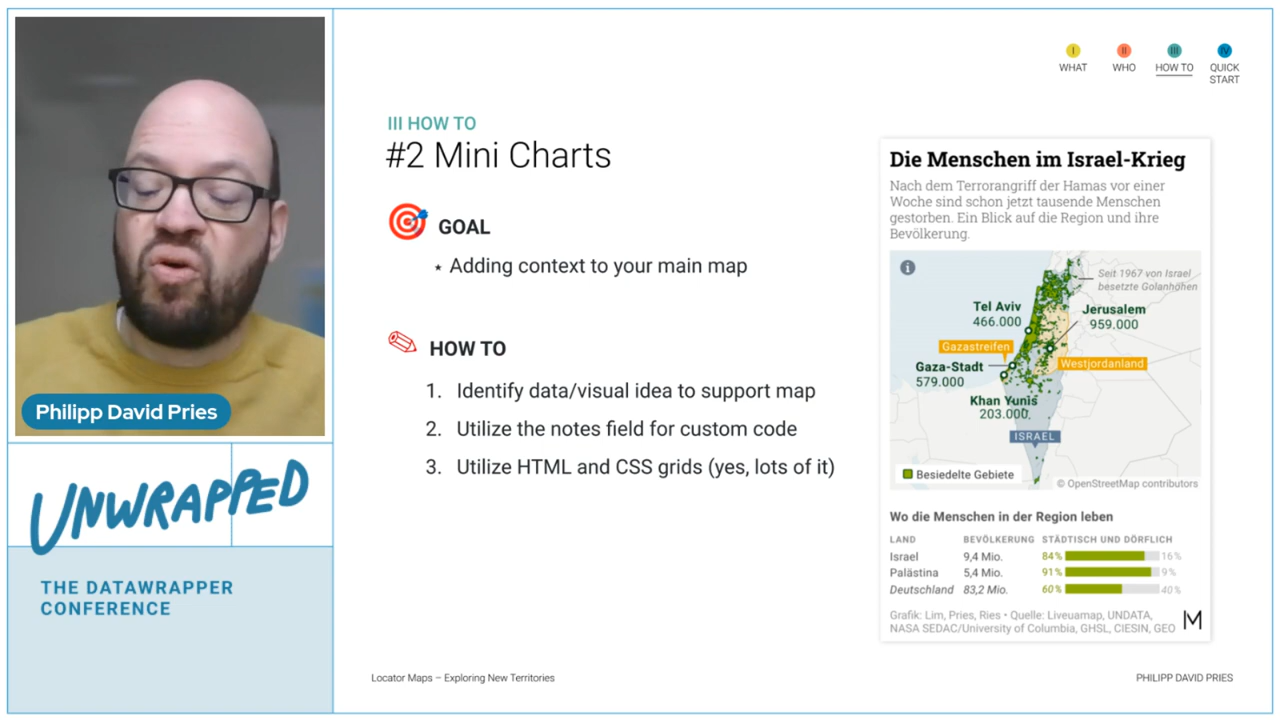 I
II
III
IV
WHAT
WHO
HOW TO
QUICK
START
III HOW TO
#2 Mini Charts
GOAL
⋆ Adding context to your main map
HOW TO
1. Identify data/visual idea to support map
2. Utilize the notes field for custom code
3. Utilize HTML and CSS grids (yes, lots of it)
Die Menschen im Israel-Krieg
Nach dem Terrorangriff der Hamas vor einer
Woche sind schon jetzt tausende Menschen
gestorben. Ein Blick auf die Region und ihre
Bevölkerung.
i
Seit 1967 von Israel
besetzte Golanhöhen
Tel Aviv
466.000
Jerusalem
959.000
Gazastreifen
Westjordanland
Gaza-Stadt
579.000
Khan Yunis
203.000
ISRAEL
Besiedelte Gebiete
© OpenStreetMap contributors
Wo die Menschen in der Region leben
LAND BEVÖLKERUNG STÄDTISCH UND DÖRFLICH
Israel 9,4 Mio. 84% 16%
Palästina 5,4 Mio. 91% 9%
Deutschland 83,2 Mio. 60% 40%
Grafik: Lim, Pries, Ries • Quelle: Liveuamap, UNDATA,
NASA SEDAC/University of Columbia, GHSL, CIESIN, GEO
M
Philipp David Pries
UNWRAPPED
THE DATAWRAPPER
CONFERENCE
Locator Maps – Exploring New Territories
PHILIPP DAVID PRIES